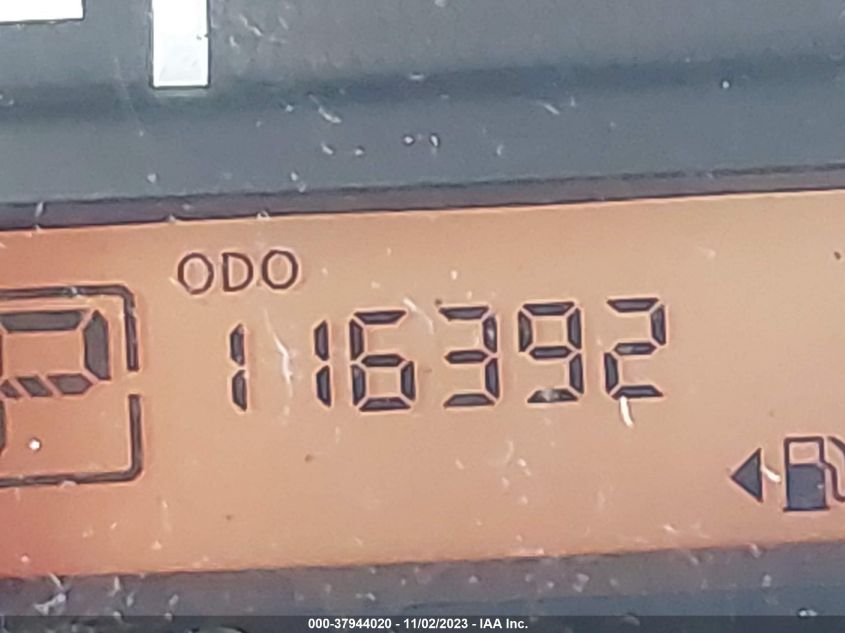 ODO
116392
P
000-37944020 - 11/02/2023 - IAA Inc.